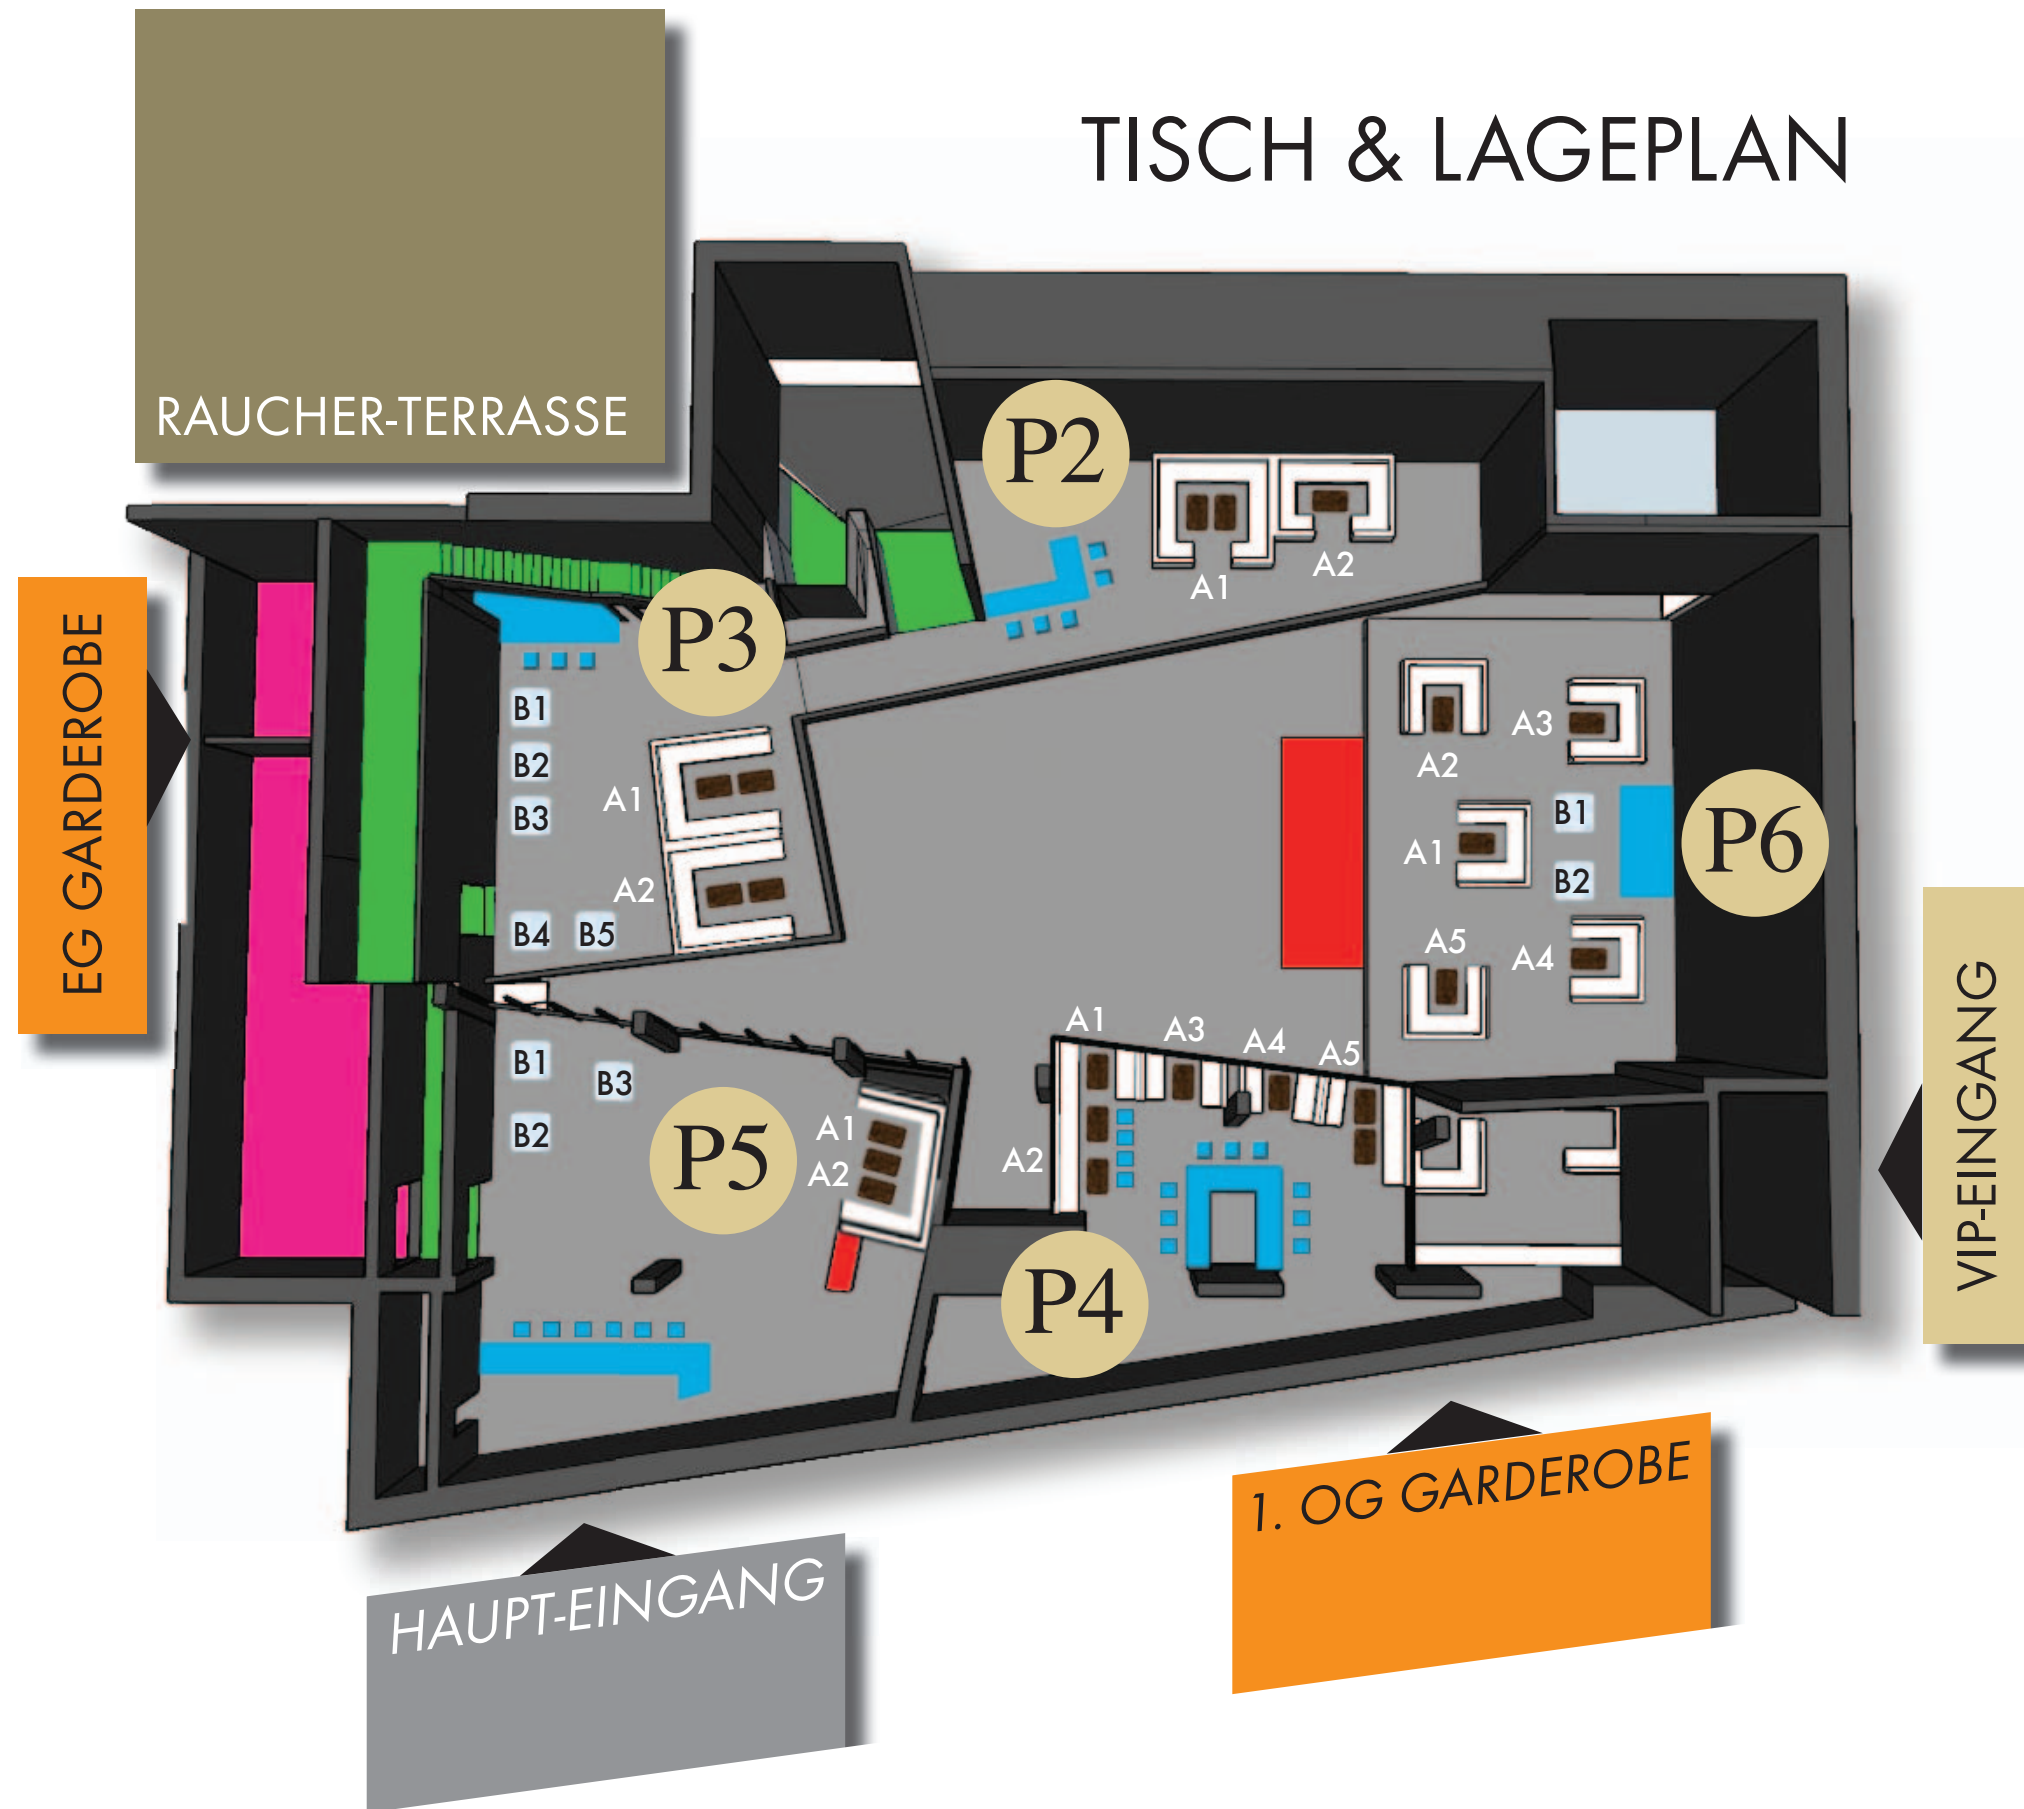 TISCH & LAGEPLAN
RAUCHER-TERRASSE
P2
A1
A2
P3
B1
B2
B3
B4
B5
A1
A2
EG GARDEROBE
A2
A3
A1
B1
B2
A5
A4
P6
VIP-EINGANG
B1
B3
B2
P5
A1
A2
A1
A3
A4
A5
A2
P4
1. OG GARDEROBE
HAUPT-EINGANG